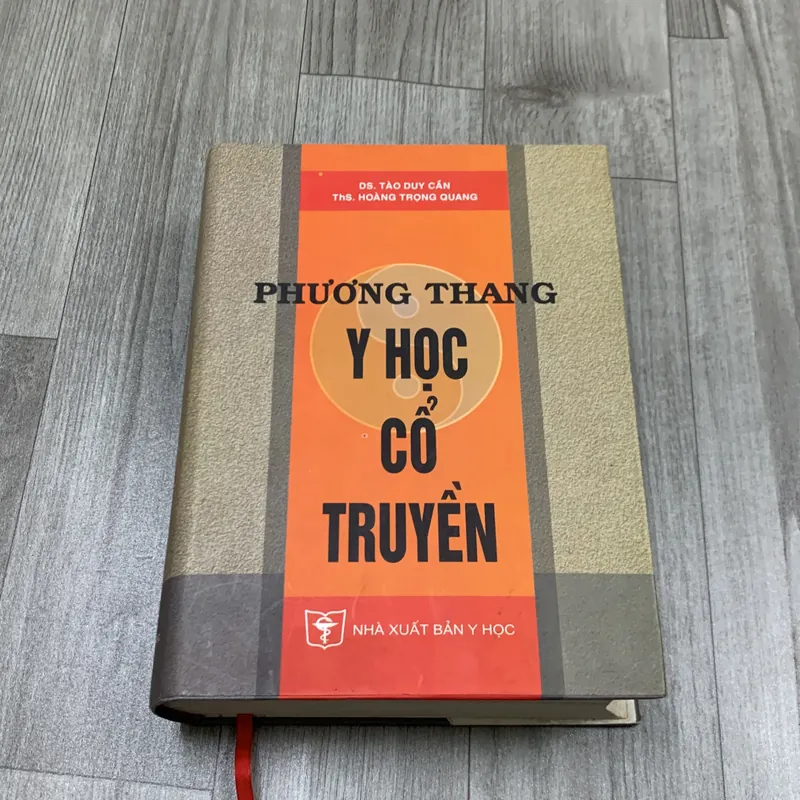 DS. TÀO DUY CẦN
ThS. HOÀNG TRỌNG QUANG
PHƯƠNG THANG
Y HỌC
CỔ
TRUYỀN
NHÀ XUẤT BẢN Y HỌC